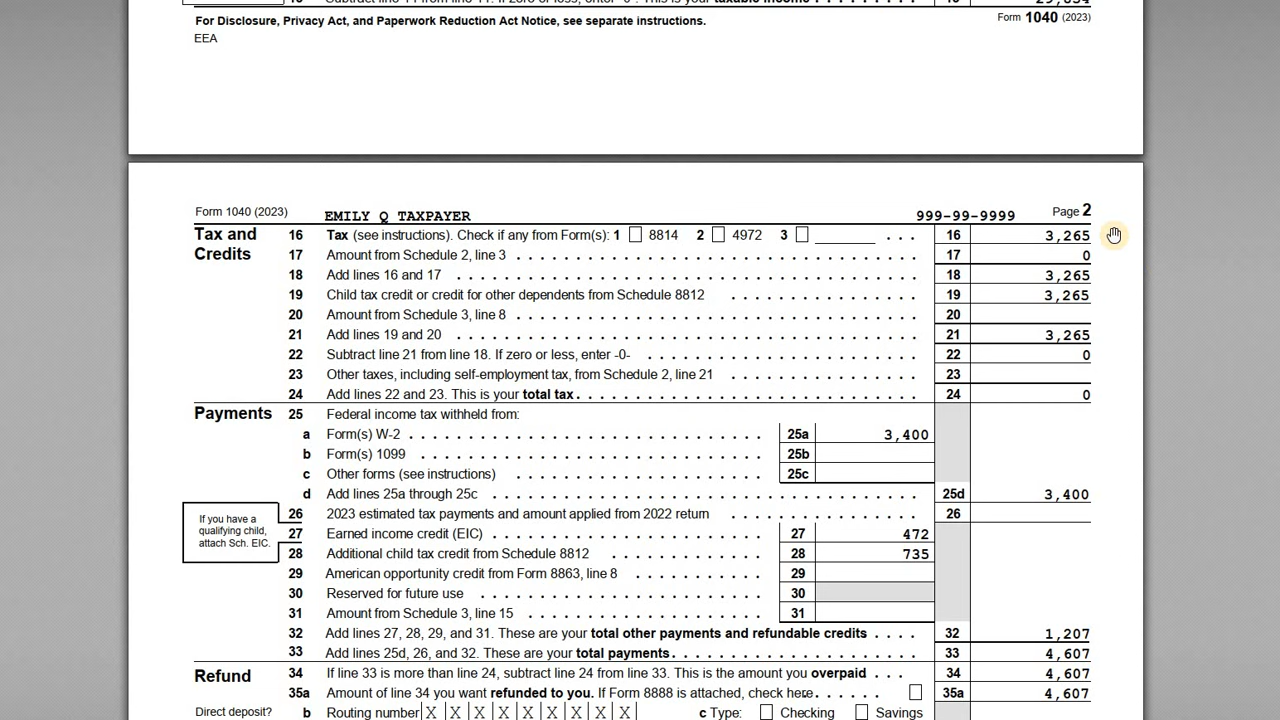 For Disclosure, Privacy Act, and Paperwork Reduction Act Notice, see separate instructions. Form 1040 (2023)
EEA
Form 1040 (2023) EMILY Q TAXPAYER 999-99-9999 Page 2
Tax and Credits
16 Tax (see instructions). Check if any from Form(s): 1 8814 2 4972 3 . . . 16 3,265
17 Amount from Schedule 2, line 3 17 0
18 Add lines 16 and 17 18 3,265
19 Child tax credit or credit for other dependents from Schedule 8812 19 3,265
20 Amount from Schedule 3, line 8 20
21 Add lines 19 and 20 21 3,265
22 Subtract line 21 from line 18. If zero or less, enter -0- 22 0
23 Other taxes, including self-employment tax, from Schedule 2, line 21 23
24 Add lines 22 and 23. This is your total tax 24 0
Payments 25 Federal income tax withheld from:
a Form(s) W-2 25a 3,400
b Form(s) 1099 25b
c Other forms (see instructions) 25c
d Add lines 25a through 25c 25d 3,400
26 2023 estimated tax payments and amount applied from 2022 return 26
If you have a
qualifying child,
attach Sch. EIC.
27 Earned income credit (EIC) 27 472
28 Additional child tax credit from Schedule 8812 28 735
29 American opportunity credit from Form 8863, line 8 29
30 Reserved for future use 30
31 Amount from Schedule 3, line 15 31
32 Add lines 27, 28, 29, and 31. These are your total other payments and refundable credits 32 1,207
33 Add lines 25d, 26, and 32. These are your total payments 33 4,607
Refund 34 If line 33 is more than line 24, subtract line 24 from line 33. This is the amount you overpaid 34 4,607
35a Amount of line 34 you want refunded to you. If Form 8888 is attached, check here 35a 4,607
Direct deposit? b Routing number X X X X X X X X X c Type: Checking Savings